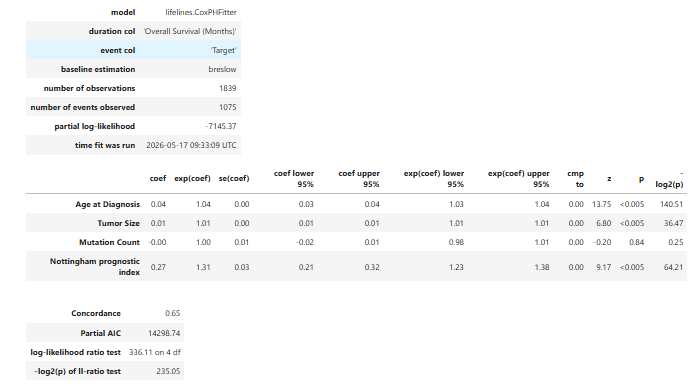 model lifelines.CoxPHFitter
duration col 'Overall Survival (Months)'
event col 'Target'
baseline estimation breslow
number of observations 1839
number of events observed 1075
partial log-likelihood -7145.37
time fit was run 2026-05-17 09:33:09 UTC
coef exp(coef) se(coef) coef lower 95% coef upper 95% exp(coef) lower 95% exp(coef) upper 95% cmp to z p -log2(p)
Age at Diagnosis 0.04 1.04 0.00 0.03 0.04 1.03 1.04 0.00 13.75 <0.005 140.51
Tumor Size 0.01 1.01 0.00 0.01 0.01 1.01 1.01 0.00 6.80 <0.005 36.47
Mutation Count -0.00 1.00 0.01 -0.02 0.01 0.98 1.01 0.00 -0.20 0.84 0.25
Nottingham prognostic index 0.27 1.31 0.03 0.21 0.32 1.23 1.38 0.00 9.17 <0.005 64.21
Concordance 0.65
Partial AIC 14298.74
log-likelihood ratio test 336.11 on 4 df
-log2(p) of ll-ratio test 235.05